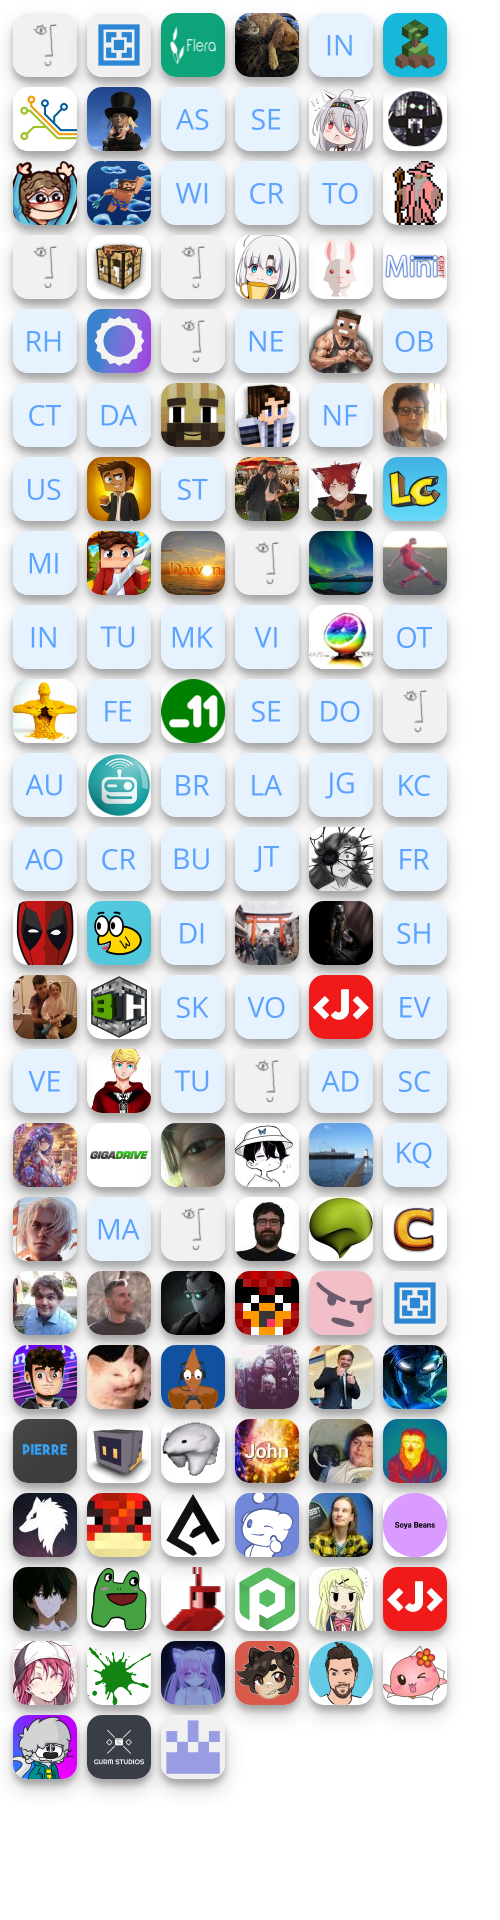 Flera
IN
AS
SE
WI
CR
TO
Mini
CRAFT
RH
NE
OB
CT
DA
NF
US
ST
LC
MI
Dawn
IN
TU
MK
VI
OT
FE
_11
SE
DO
AU
BR
LA
JG
KC
AO
CR
BU
JT
FR
DI
SH
BH
SK
VO
<J>
EV
VE
TU
AD
SC
GIGADRIVE
KQ
MA
C
PIERRE
John
Soya Beans
<J>
GURM STUDIOS